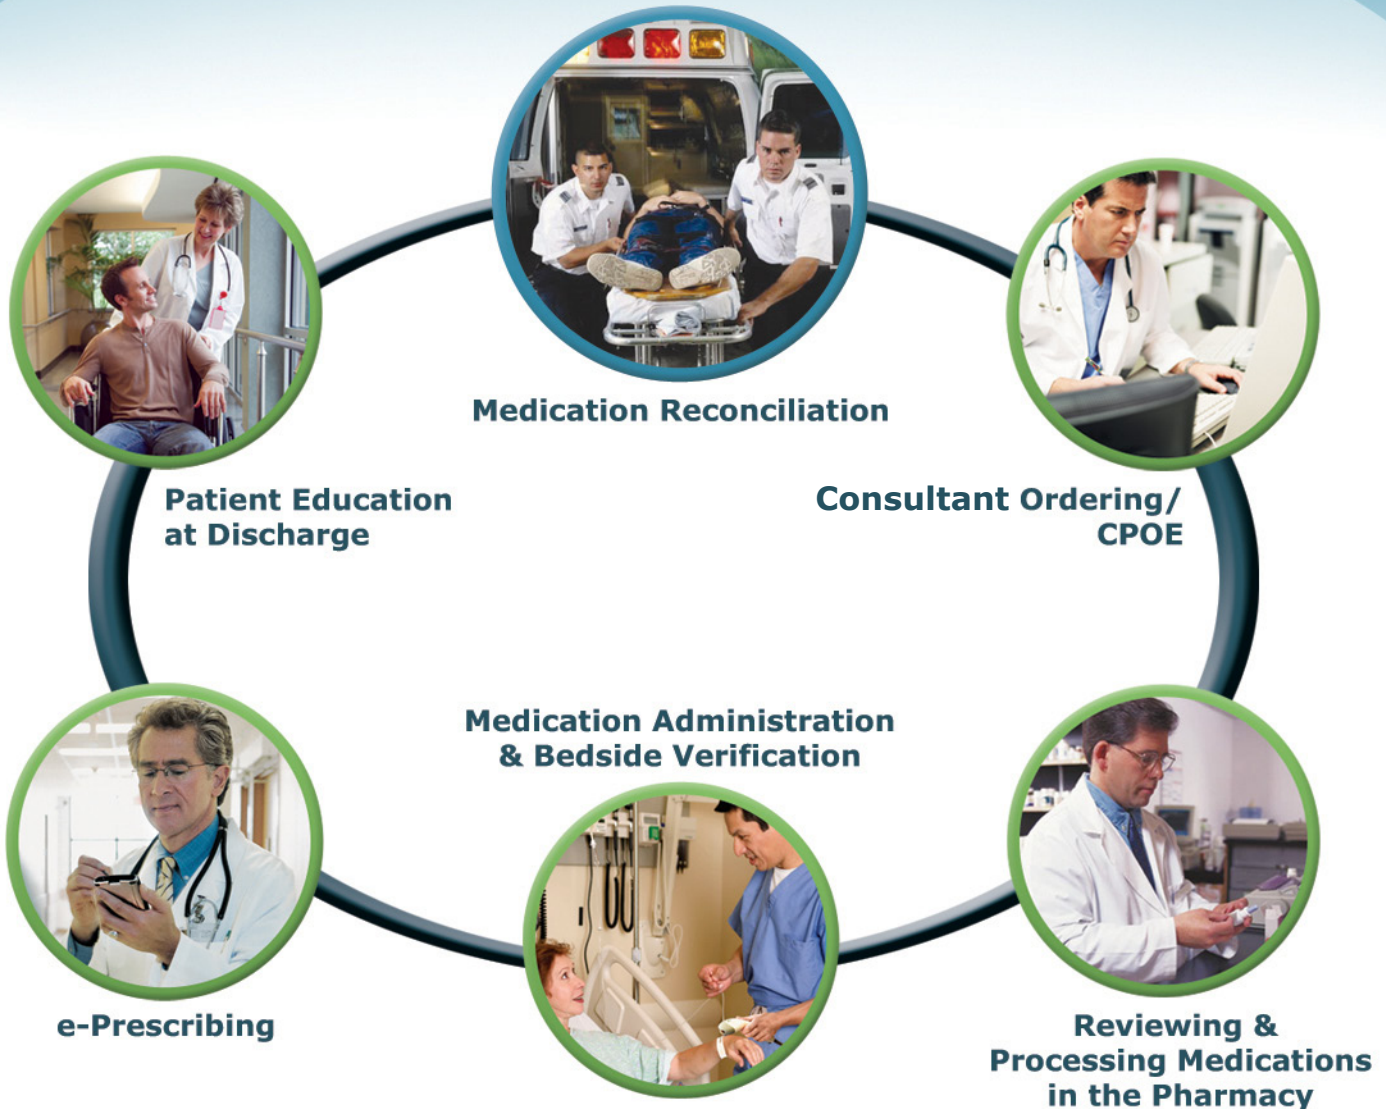 Medication Reconciliation
Patient Education
at Discharge
Consultant Ordering/
CPOE
Medication Administration
& Bedside Verification
e-Prescribing
Reviewing &
Processing Medications
in the Pharmacy